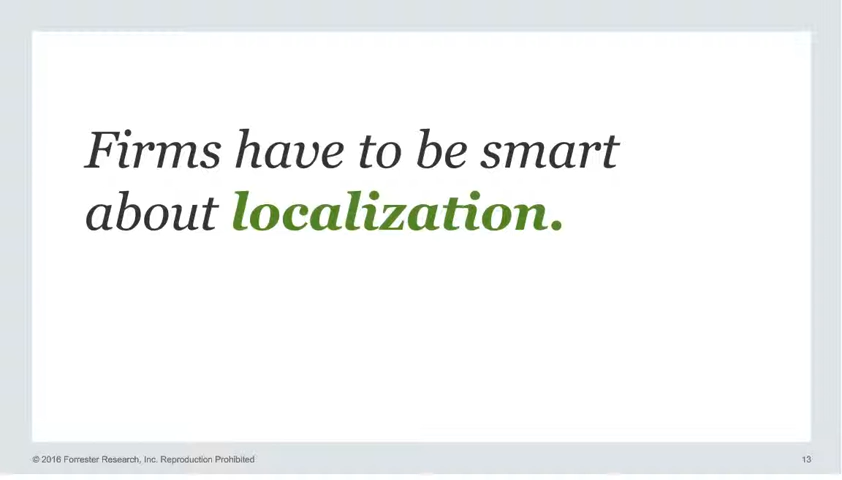 Firms have to be smart
about localization.
© 2016 Forrester Research, Inc. Reproduction Prohibited
13